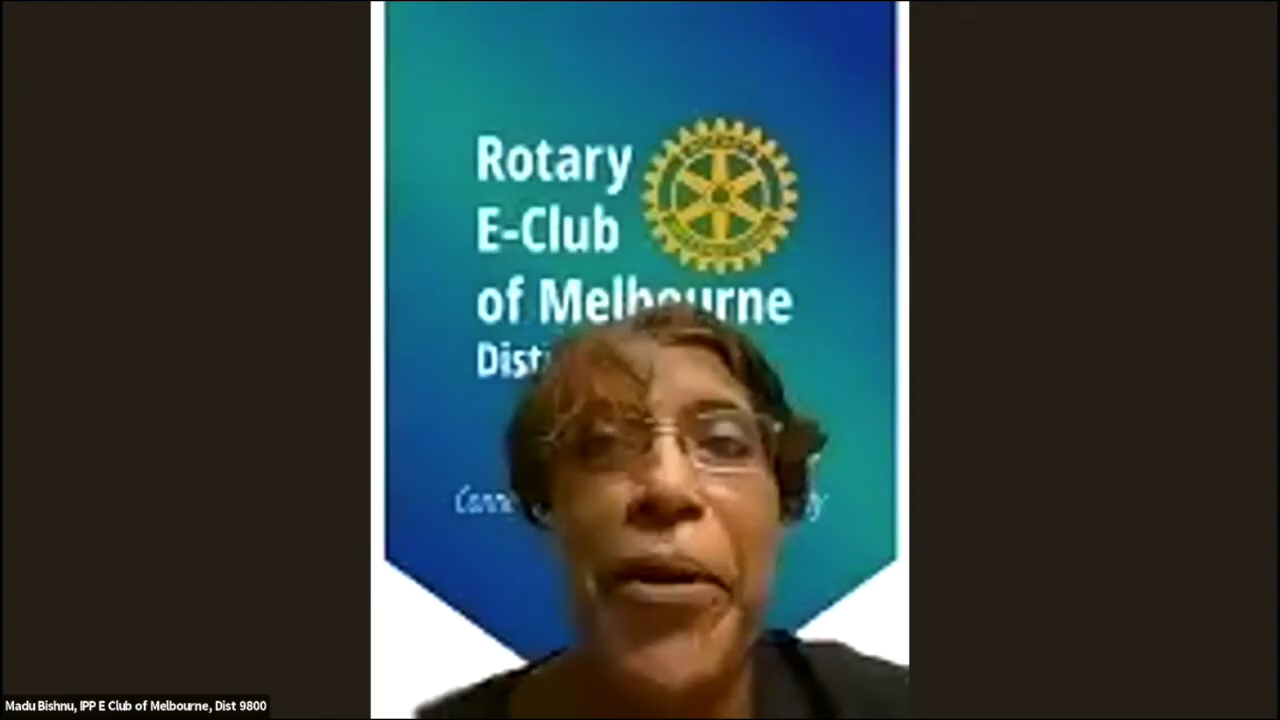 Rotary
E-Club
of Melbourne
Madu Bishnu, IPP E Club of Melbourne, Dist 9800